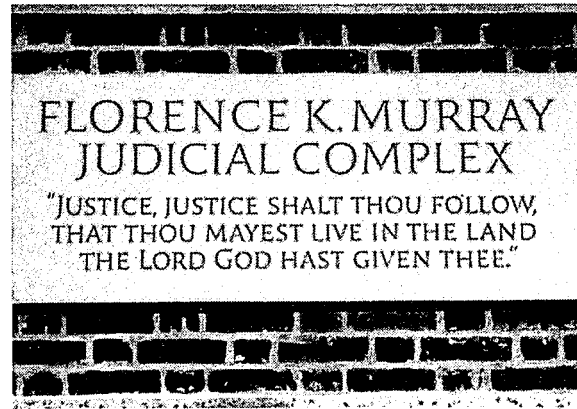 FLORENCE K. MURRAY
JUDICIAL COMPLEX
"JUSTICE, JUSTICE SHALT THOU FOLLOW,
THAT THOU MAYEST LIVE IN THE LAND
THE LORD GOD HAST GIVEN THEE."